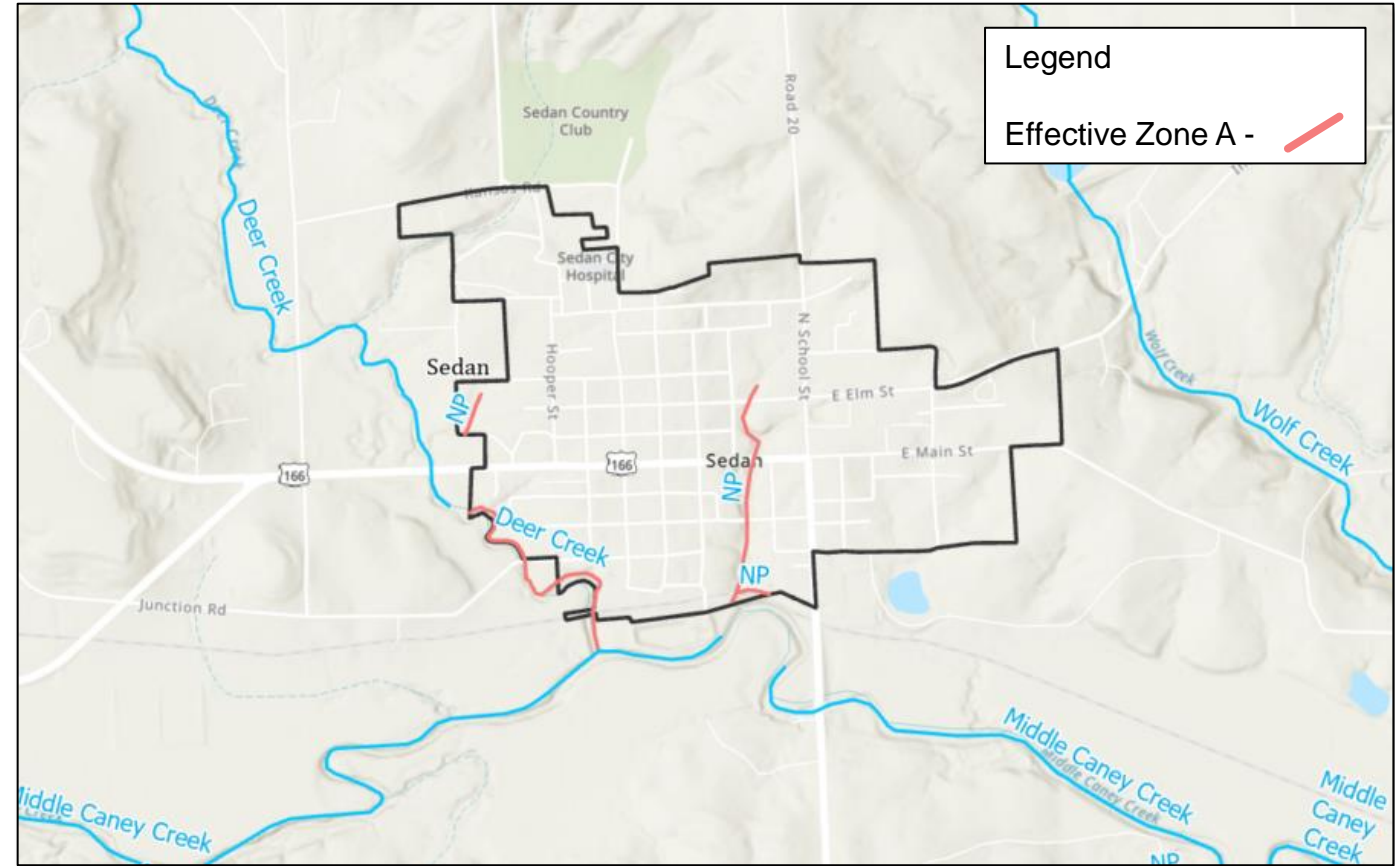 Legend
Effective Zone A -
Sedan Country
Club
Road 20
Deer Creek
Deer Creek
Kansas Rd
Sedan City
Hospital
Hooper St
N School St
Wolf Creek
Wolf Creek
Sedan
NP
E Elm St
E Main St
166
166
Sedan
NP
Deer Creek
NP
Junction Rd
Middle Caney Creek
Middle Caney Creek
Middle
Caney
Creek
Middle Caney Creek
NP